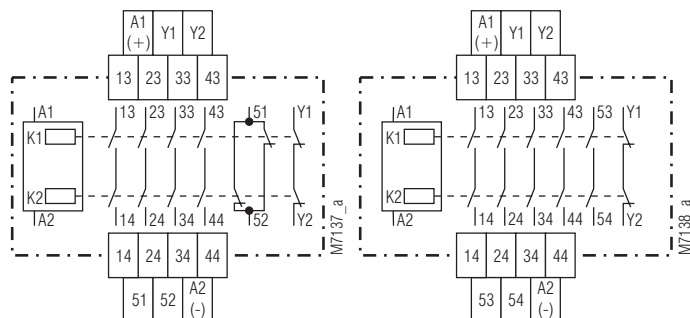 A1 (+) Y1 Y2
13 23 33 43
A1 13 23 33 43 51 Y1
K1
K2
A2 14 24 34 44 52 Y2
14 24 34 44
51 52 A2 (-)
M7137_a
A1 (+) Y1 Y2
13 23 33 43
A1 13 23 33 43 53 Y1
K1
K2
A2 14 24 34 44 54 Y2
14 24 34 44
53 54 A2 (-)
M7138_a